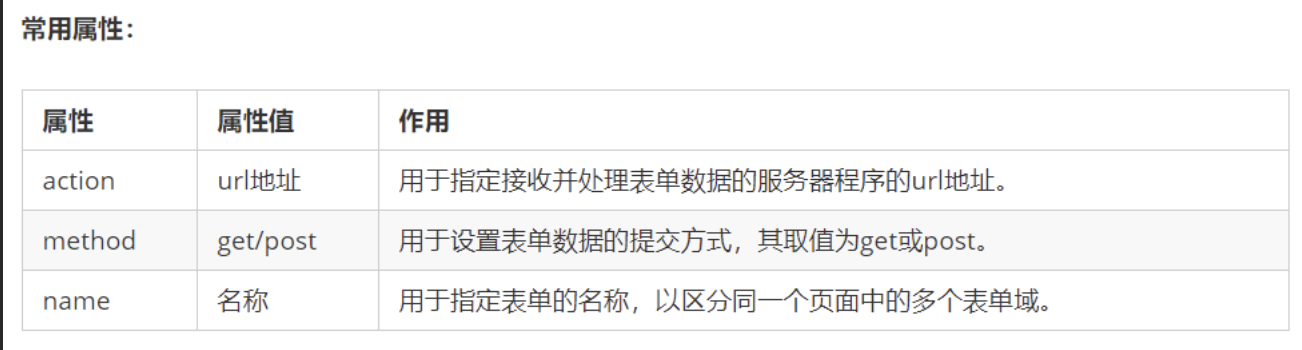 常用属性：
属性 属性值 作用
action url地址 用于指定接收并处理表单数据的服务器程序的url地址。
method get/post 用于设置表单数据的提交方式，其取值为get或post。
name 名称 用于指定表单的名称，以区分同一个页面中的多个表单域。